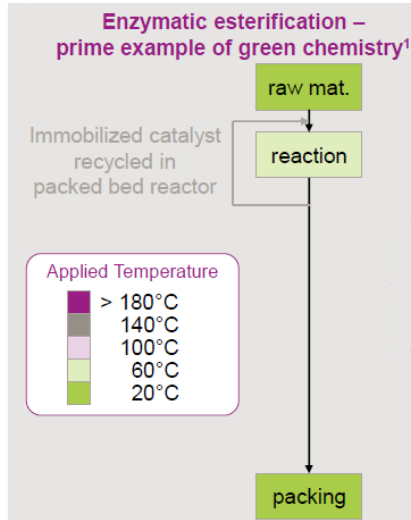 Enzymatic esterification –
prime example of green chemistry¹
raw mat.
Immobilized catalyst
recycled in
packed bed reactor
reaction
Applied Temperature
> 180°C
140°C
100°C
60°C
20°C
packing